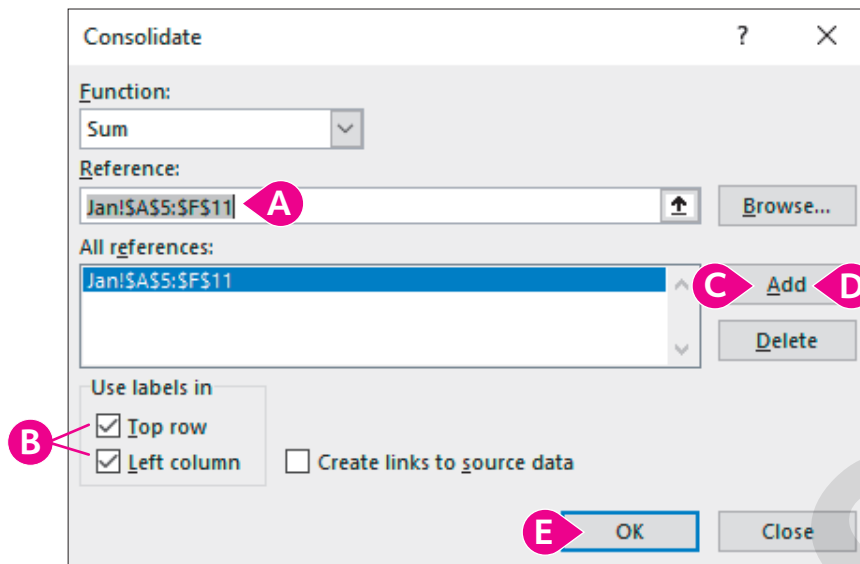 Consolidate ?
Function:
Sum
Reference:
Jan!$A$5:$F$11 A Browse...
All references:
Jan!$A$5:$F$11 C Add D
Delete
Use labels in
B Top row
Left column Create links to source data
E OK Close